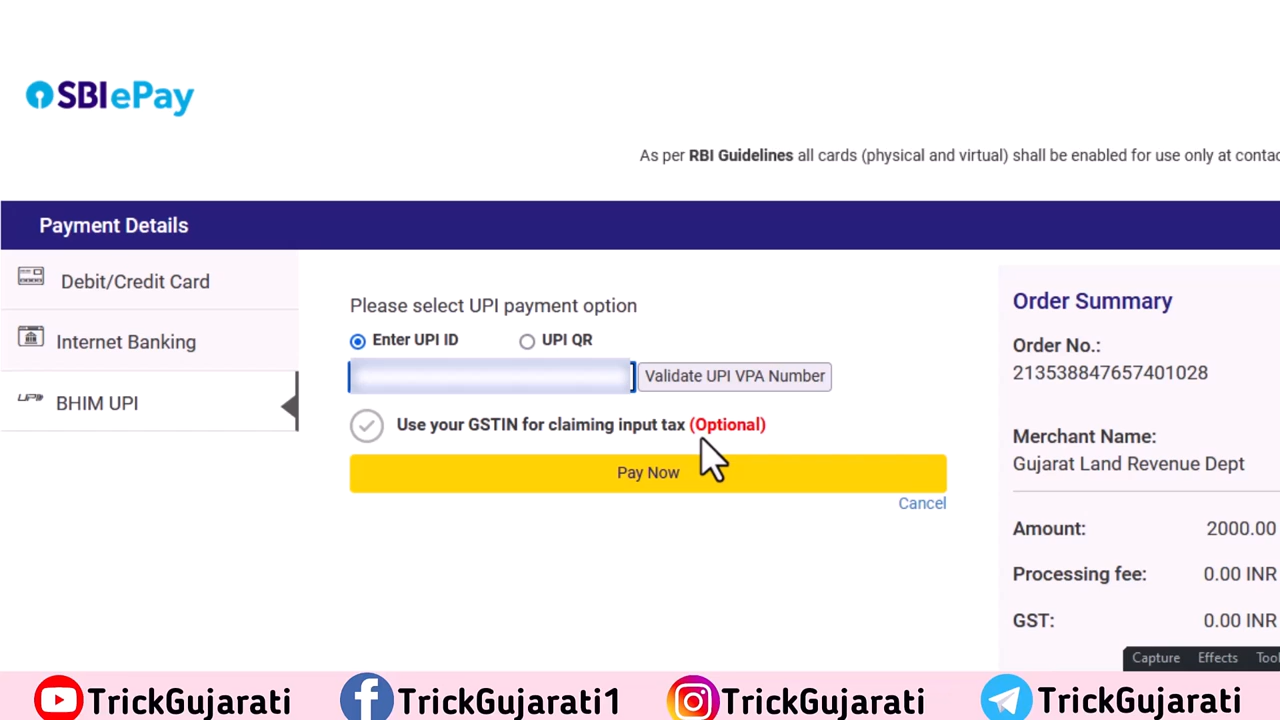 SBI ePay
As per RBI Guidelines all cards (physical and virtual) shall be enabled for use only at contac
Payment Details
Debit/Credit Card
Internet Banking
UPI BHIM UPI
Please select UPI payment option
Enter UPI ID
UPI QR
Validate UPI VPA Number
Use your GSTIN for claiming input tax (Optional)
Pay Now
Cancel
Order Summary
Order No.:
213538847657401028
Merchant Name:
Gujarat Land Revenue Dept
Amount: 2000.00
Processing fee: 0.00 INR
GST: 0.00 INR
Capture Effects Tool
TrickGujarati TrickGujarati1 TrickGujarati TrickGujarati